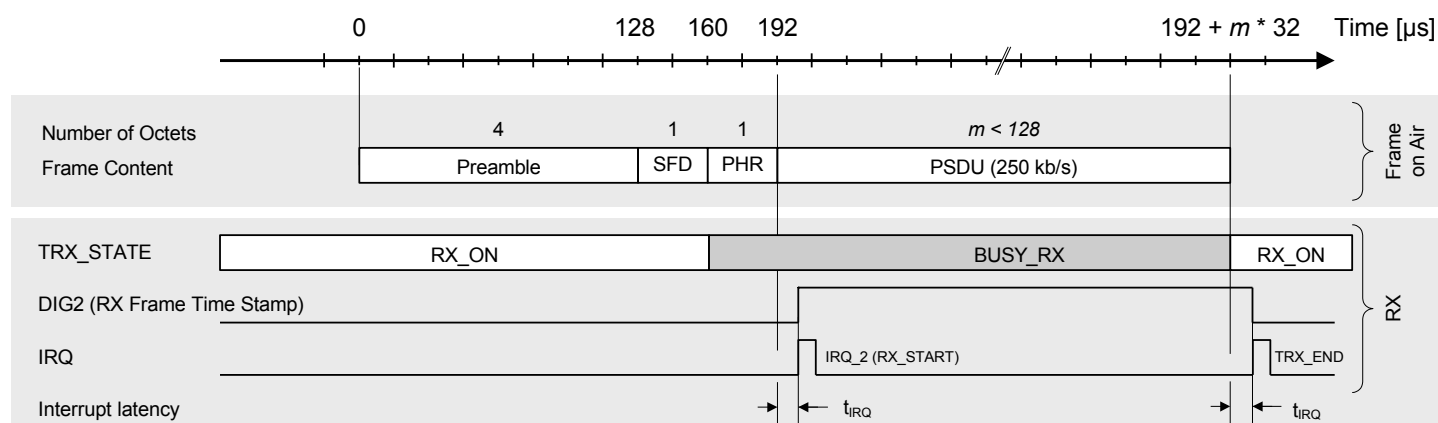 0 128 160 192 192 + m * 32 Time [µs]
Number of Octets 4 1 1 m < 128
Frame Content Preamble SFD PHR PSDU (250 kb/s)
Frame
on Air
TRX_STATE RX_ON BUSY_RX RX_ON
DIG2 (RX Frame Time Stamp)
RX
IRQ IRQ_2 (RX_START) TRX_END
Interrupt latency tIRQ tIRQ